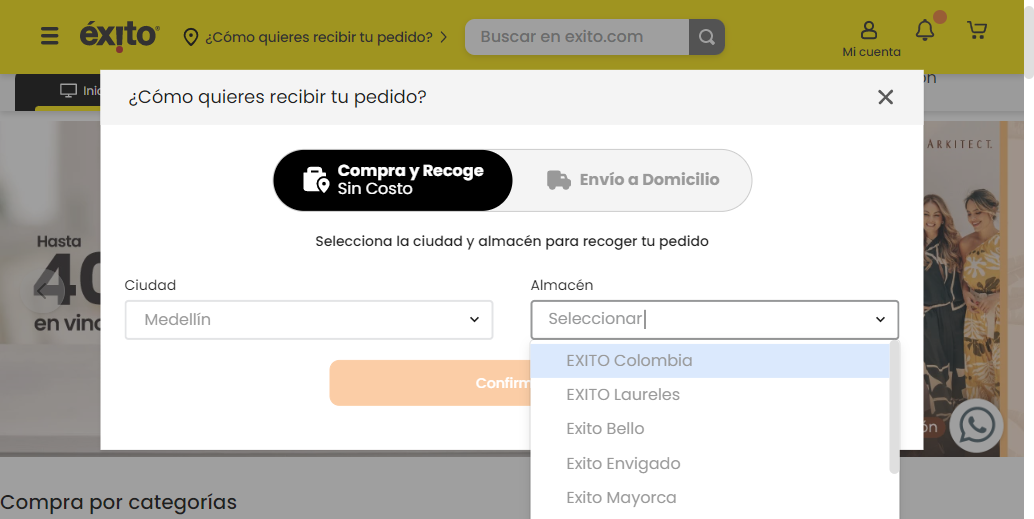 éxito
¿Cómo quieres recibir tu pedido?
Buscar en exito.com
Mi cuenta
¿Cómo quieres recibir tu pedido?
ARKITECT.
Compra y Recoge
Sin Costo
Envío a Domicilio
Selecciona la ciudad y almacén para recoger tu pedido
Hasta
40
en vinc
Ciudad
Medellín
Almacén
Seleccionar
EXITO Colombia
EXITO Laureles
Exito Bello
Exito Envigado
Exito Mayorca
Confirm
Compra por categorías